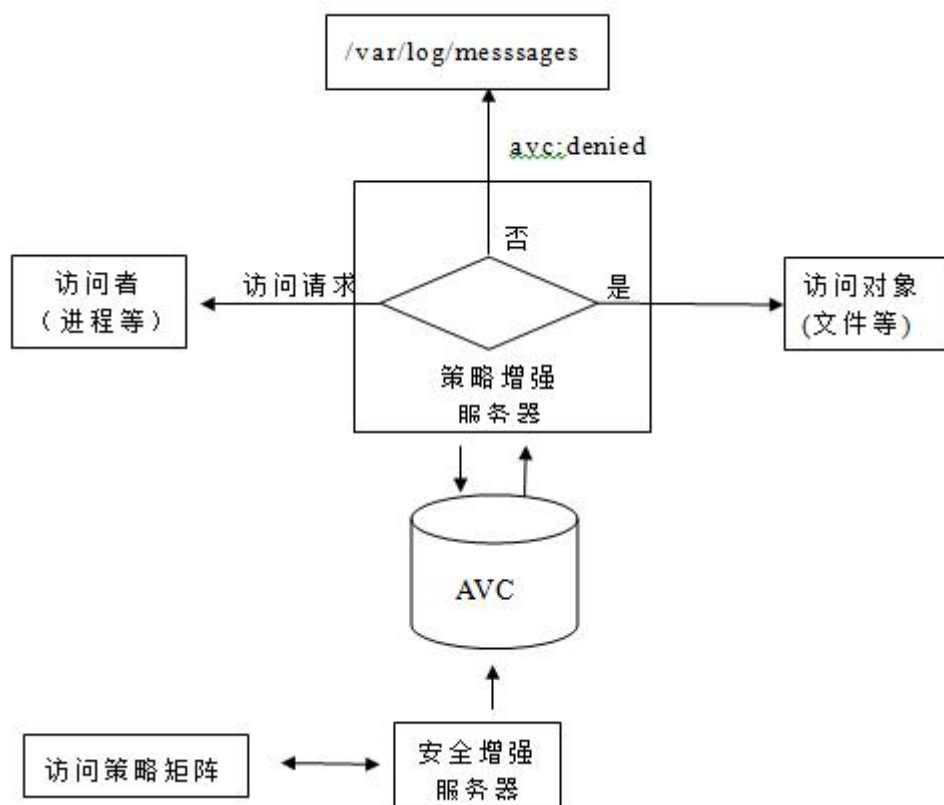 /var/log/messsages
avc:denied
否
访问者
（进程等）
访问请求
是
访问对象
(文件等)
策略增强
服务器
AVC
访问策略矩阵
安全增强
服务器